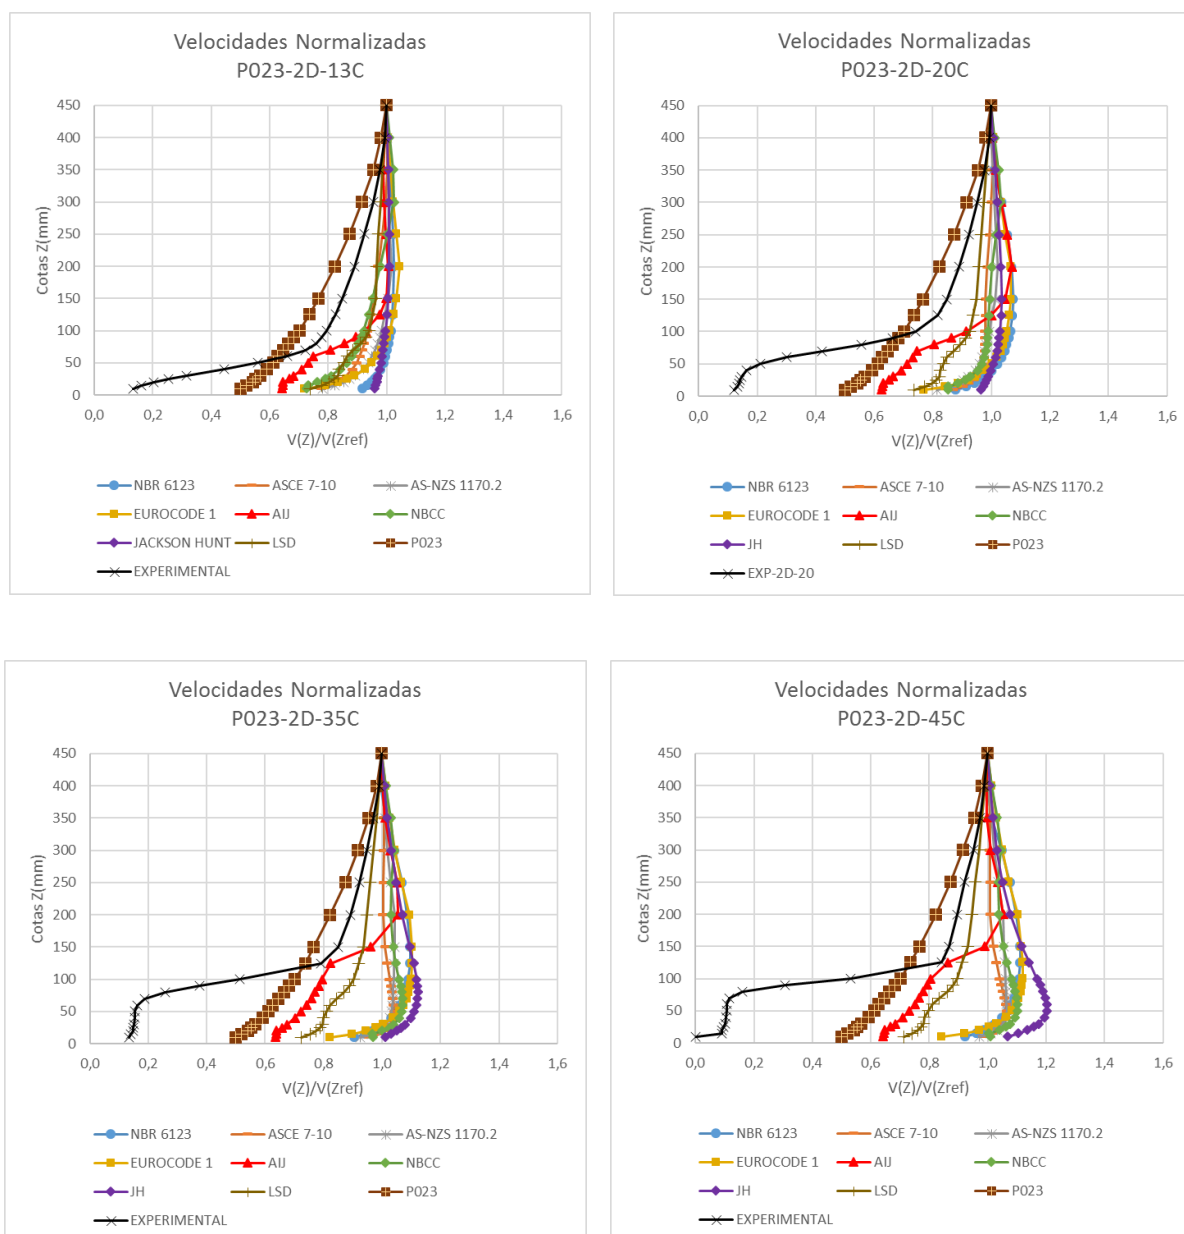 Velocidades Normalizadas
P023-2D-13C
Cotas Z(mm)
450
400
350
300
250
200
150
100
50
0
0,0 0,2 0,4 0,6 0,8 1,0 1,2 1,4 1,6
V(Z)/V(Zref)
NBR 6123 ASCE 7-10 AS-NZS 1170.2
EUROCODE 1 AIJ NBCC
JACKSON HUNT LSD P023
EXPERIMENTAL
Velocidades Normalizadas
P023-2D-20C
Cotas Z(mm)
450
400
350
300
250
200
150
100
50
0
0,0 0,2 0,4 0,6 0,8 1,0 1,2 1,4 1,6
V(Z)/V(Zref)
NBR 6123 ASCE 7-10 AS-NZS 1170.2
EUROCODE 1 AIJ NBCC
JH LSD P023
EXP-2D-20
Velocidades Normalizadas
P023-2D-35C
Cotas Z(mm)
450
400
350
300
250
200
150
100
50
0
0,0 0,2 0,4 0,6 0,8 1,0 1,2 1,4 1,6
V(Z)/V(Zref)
NBR 6123 ASCE 7-10 AS-NZS 1170.2
EUROCODE 1 AIJ NBCC
JH LSD P023
EXPERIMENTAL
Velocidades Normalizadas
P023-2D-45C
Cotas Z(mm)
450
400
350
300
250
200
150
100
50
0
0,0 0,2 0,4 0,6 0,8 1,0 1,2 1,4 1,6
V(Z)/V(Zref)
NBR 6123 ASCE 7-10 AS-NZS 1170.2
EUROCODE 1 AIJ NBCC
JH LSD P023
EXPERIMENTAL